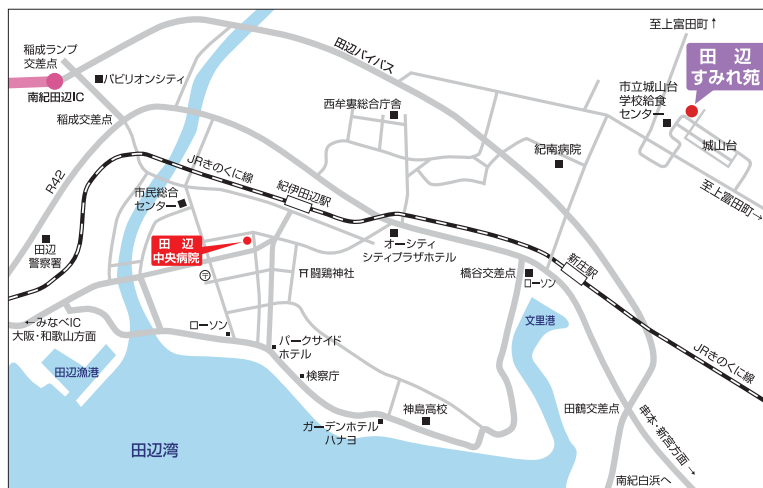 稲成ランプ
交差点
南紀田辺IC
パビリオンシティ
稲成交差点
R42
田辺バイパス
至上富田町↑
田 辺
すみれ苑
市立城山台
学校給食
センター
城山台
至上富田町→
西牟婁総合庁舎
紀南病院
JRきのくに線
紀伊田辺駅
市民総合
センター
田辺
警察署
田 辺
中央病院
闘鶏神社
オーシティ
シティプラザホテル
橋谷交差点
ローソン
新庄駅
←みなべIC
大阪・和歌山方面
田辺漁港
ローソン
パークサイド
ホテル
検察庁
文里港
JRきのくに線
神島高校
ガーデンホテル
ハナヨ
田鶴交差点
串本・新宮方面→
田辺湾
南紀白浜へ